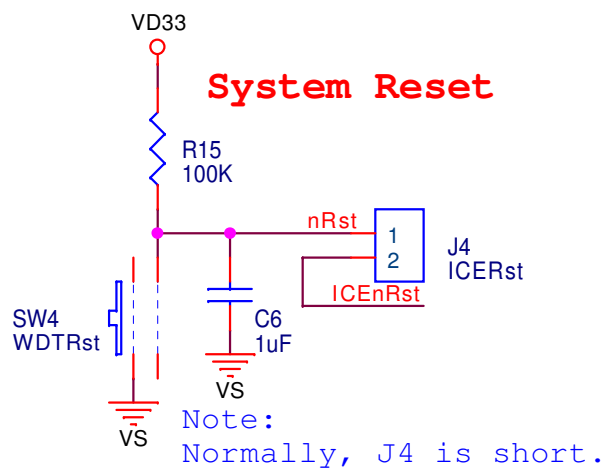 VD33
System Reset
R15
100K
nRst
1
2
J4
ICERst
ICEnRst
SW4
WDTRst
C6
1uF
VS
VS
Note:
Normally, J4 is short.